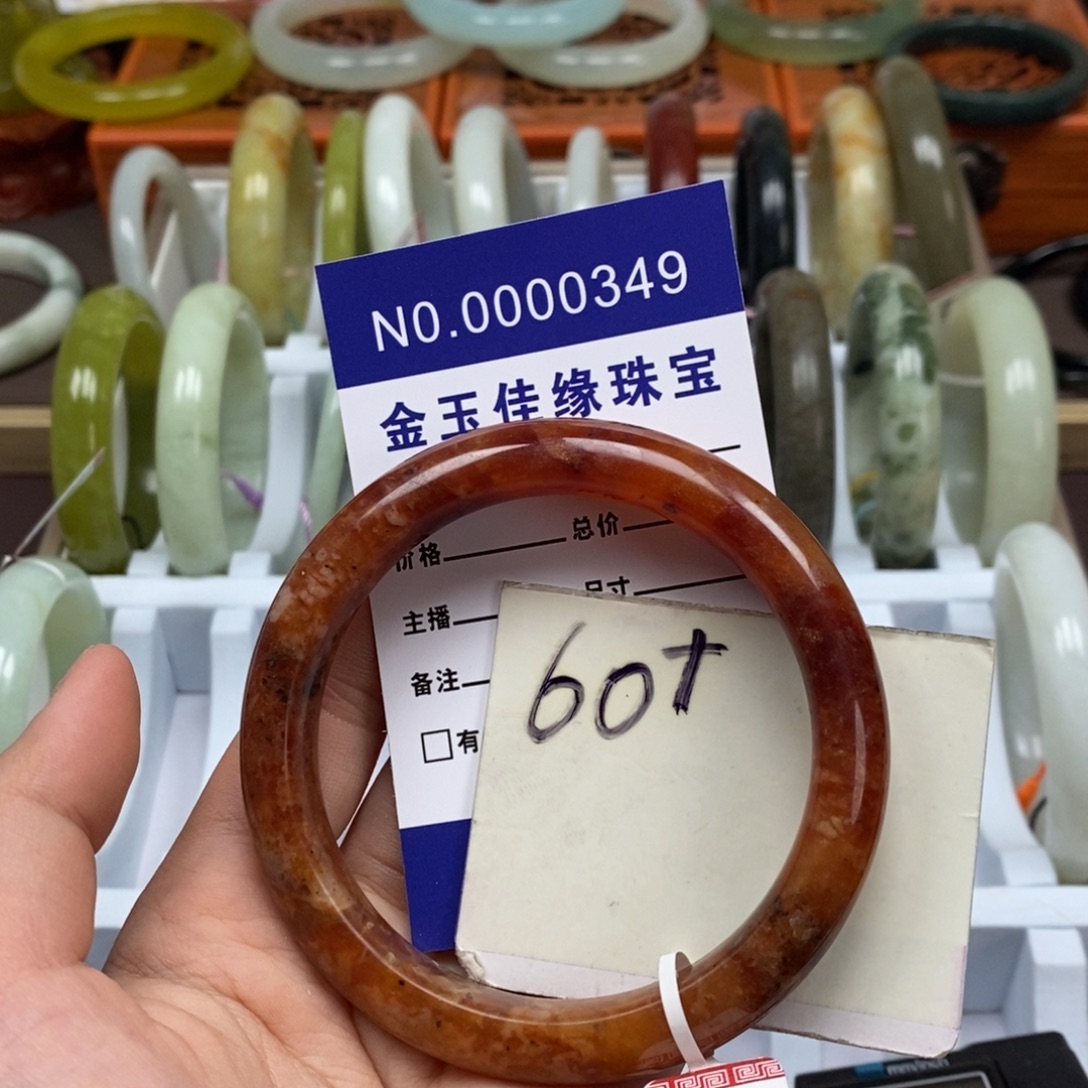 NO.0000349
金玉佳缘珠宝
价格
总价
主播
尺寸
备注
□有
60+